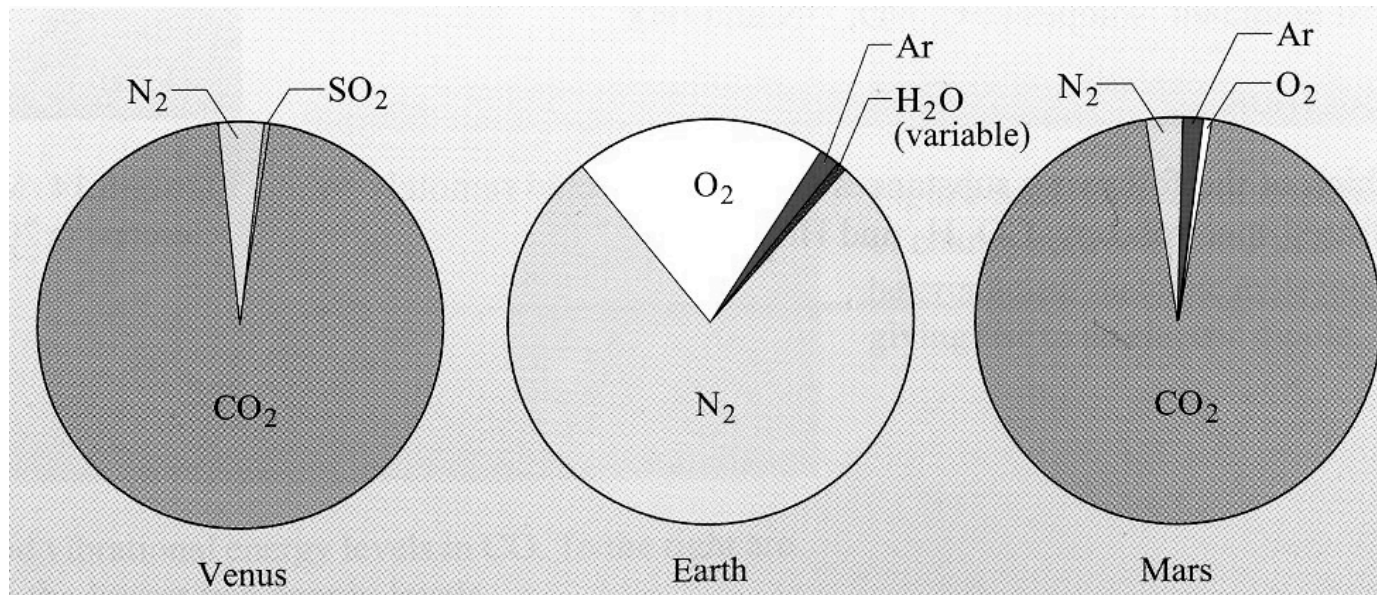 N₂
SO₂
CO₂
Venus
Ar
H₂O
(variable)
O₂
N₂
Earth
Ar
N₂
O₂
CO₂
Mars